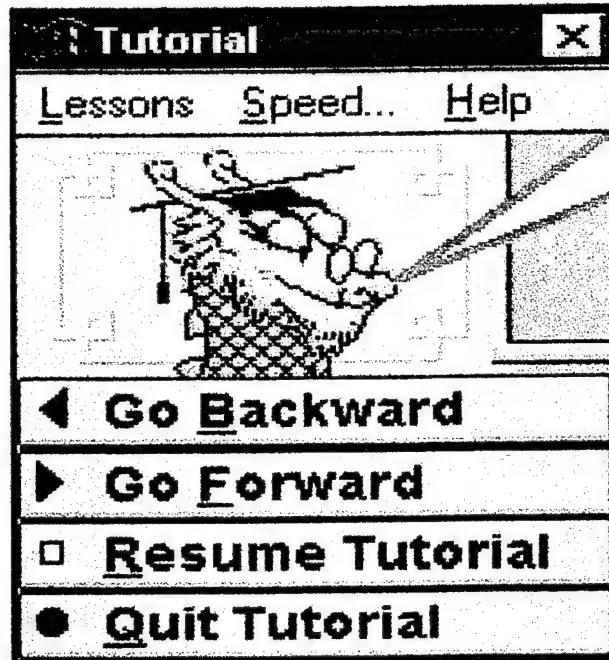 Tutorial
Lessons Speed... Help
Go Backward
Go Forward
Resume Tutorial
Quit Tutorial